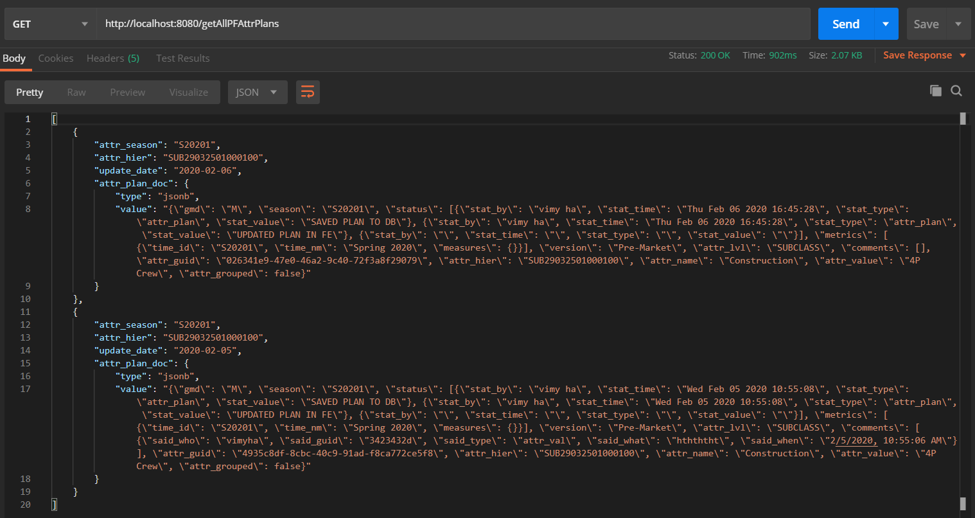 GET http://localhost:8080/getAllPFAttrPlans Send Save
Body Cookies Headers (5) Test Results Status: 200 OK Time: 902ms Size: 2.07 KB Save Response
Pretty Raw Preview Visualize JSON
1 [
2 {
3 "attr_season": "S20201",
4 "attr_hier": "SUB29032501000100",
5 "update_date": "2020-02-06",
6 "attr_plan_doc": {
7 "type": "jsonb",
8 "value": "{\"gmd\": \"M\", \"season\": \"S20201\", \"status\": [{\"stat_by\": \"vimy ha\", \"stat_time\": \"Thu Feb 06 2020 16:45:28\", \"stat_type\":
\"attr_plan\", \"stat_value\": \"SAVED PLAN TO DB\"}, {\"stat_by\": \"vimy ha\", \"stat_time\": \"Thu Feb 06 2020 16:45:28\", \"stat_type\": \"attr_plan\",
\"stat_value\": \"UPDATED PLAN IN FE\"}, {\"stat_by\": \"\", \"stat_time\": \"\", \"stat_type\": \"\", \"stat_value\": \"\"}], \"metrics\": [
{\"time_id\": \"S20201\", \"time_nm\": \"Spring 2020\", \"measures\": {}}], \"version\": \"Pre-Market\", \"attr_lvl\": \"SUBCLASS\", \"comments\": [],
\"attr_guid\": \"026341e9-47e0-46a2-9c40-72f3a8f29079\", \"attr_hier\": \"SUB29032501000100\", \"attr_name\": \"Construction\", \"attr_value\": \"4P
Crew\", \"attr_grouped\": false}"
9 }
10 },
11 {
12 "attr_season": "S20201",
13 "attr_hier": "SUB29032501000100",
14 "update_date": "2020-02-05",
15 "attr_plan_doc": {
16 "type": "jsonb",
17 "value": "{\"gmd\": \"M\", \"season\": \"S20201\", \"status\": [{\"stat_by\": \"vimy ha\", \"stat_time\": \"Wed Feb 05 2020 10:55:08\", \"stat_type\":
\"attr_plan\", \"stat_value\": \"SAVED PLAN TO DB\"}, {\"stat_by\": \"vimy ha\", \"stat_time\": \"Wed Feb 05 2020 10:55:08\", \"stat_type\": \"attr_plan\",
\"stat_value\": \"UPDATED PLAN IN FE\"}, {\"stat_by\": \"\", \"stat_time\": \"\", \"stat_type\": \"\", \"stat_value\": \"\"}], \"metrics\": [
{\"time_id\": \"S20201\", \"time_nm\": \"Spring 2020\", \"measures\": {}}], \"version\": \"Pre-Market\", \"attr_lvl\": \"SUBCLASS\", \"comments\": [
{\"said_who\": \"vimyha\", \"said_guid\": \"3423432d\", \"said_type\": \"attr_val\", \"said_what\": \"hthththt\", \"said_when\": \"2/5/2020, 10:55:06 AM\"}
], \"attr_guid\": \"4935c8df-8cbc-40c9-91ad-f8ca772ce5f8\", \"attr_hier\": \"SUB29032501000100\", \"attr_name\": \"Construction\", \"attr_value\": \"4P
Crew\", \"attr_grouped\": false}"
18 }
19 }
20 ]